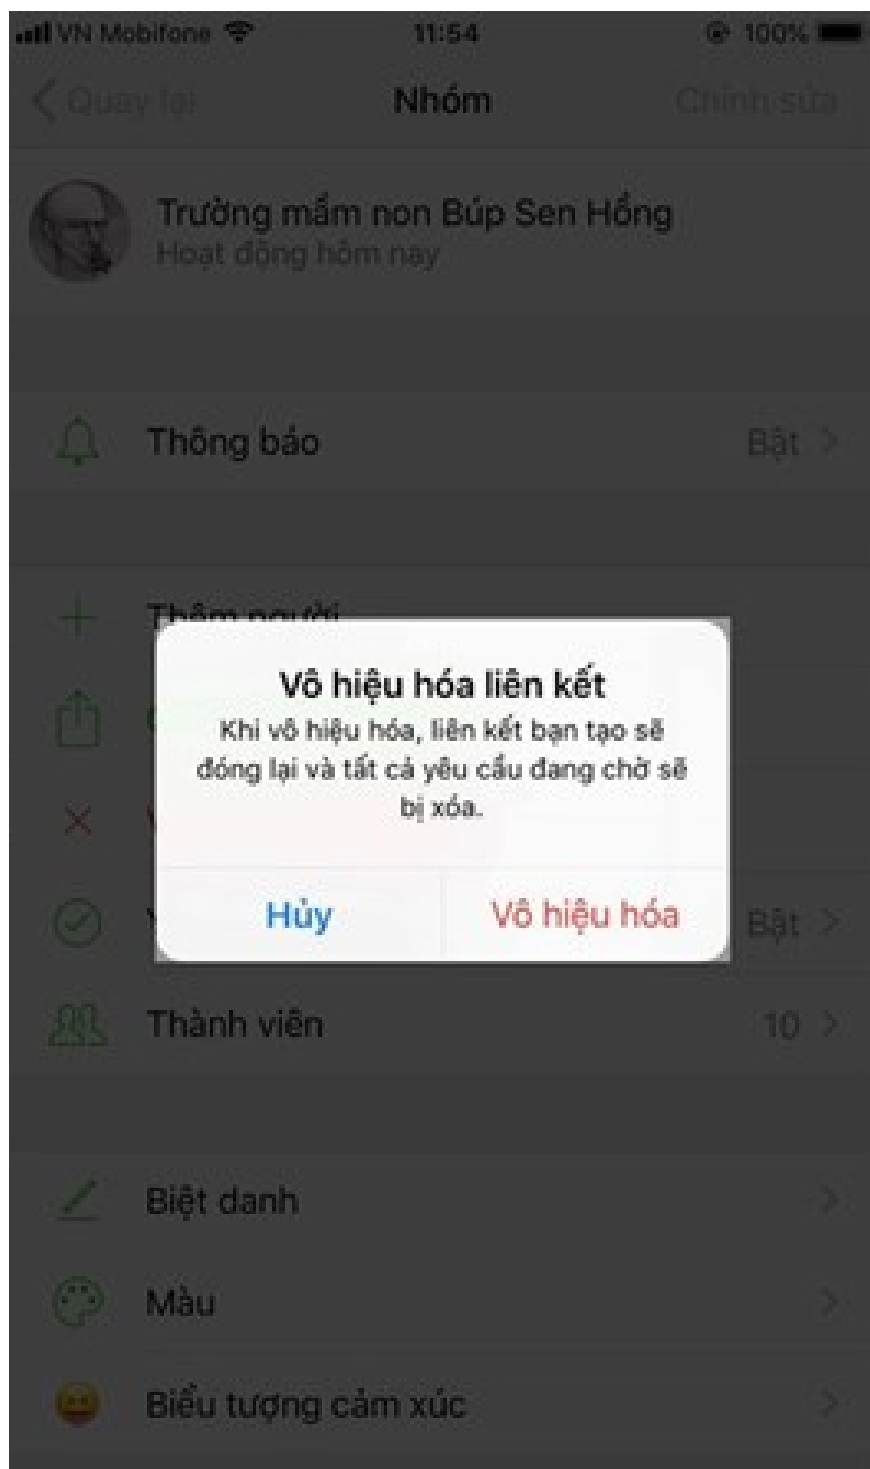 VN Mobifone 11:54 100%
Quay lại Nhóm Chỉnh sửa
Trường mầm non Búp Sen Hồng
Hoạt động hôm nay
Thông báo Bật
Thêm người
Vô hiệu hóa liên kết
Khi vô hiệu hóa, liên kết bạn tạo sẽ
đóng lại và tất cả yêu cầu đang chờ sẽ
bị xóa.
Hủy Vô hiệu hóa
Bật
Thành viên 10
Biệt danh
Màu
Biểu tượng cảm xúc